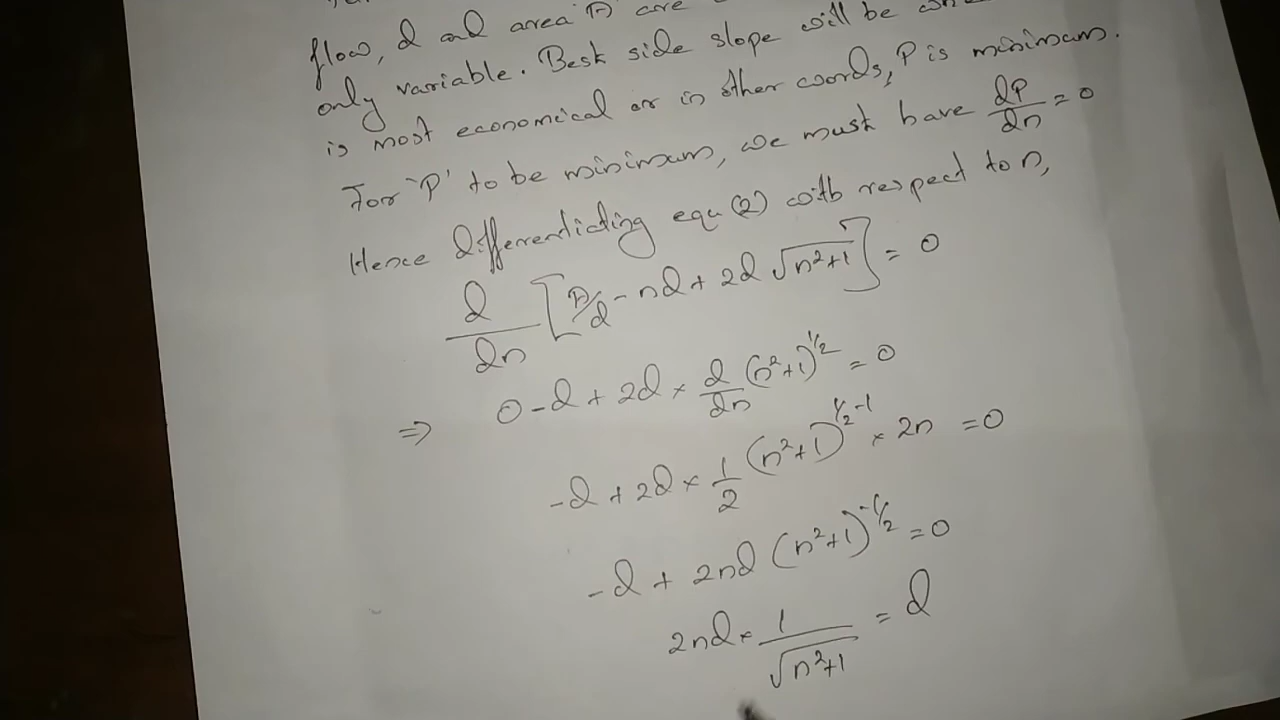 flow, d and area 'A' are
only variable. Best side slope will be when
is most economical or in other words, P is minimum.
For 'P' to be minimum, we must have dP/dn = 0
Hence differentiating equ (2) with respect to n,
d/dn [A/d - nd + 2d √(n²+1)] = 0
⇒ 0 - d + 2d × d/dn (n²+1)^1/2 = 0
-d + 2d × 1/2 (n²+1)^1/2-1 × 2n = 0
-d + 2nd (n²+1)^-1/2 = 0
2nd × 1/√(n²+1) = d